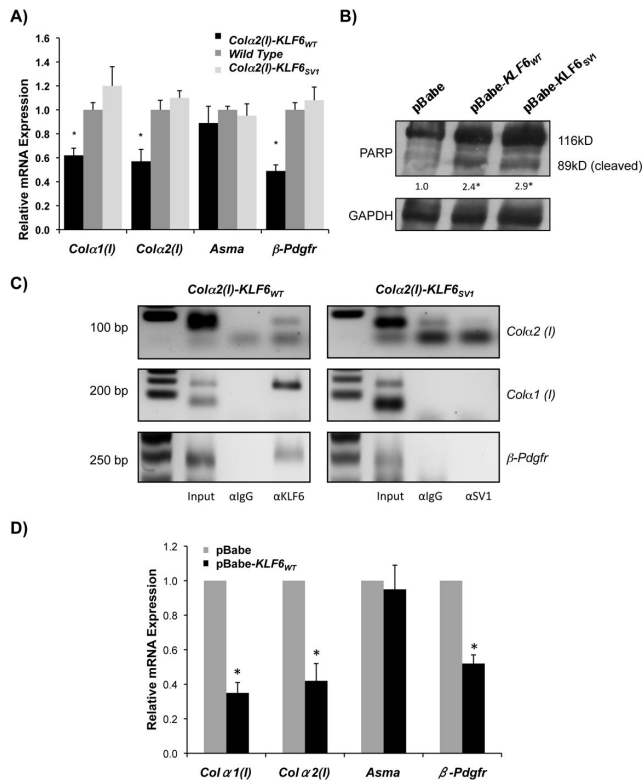 A)
Colα2(I)-KLF6WT
Wild Type
Colα2(I)-KLF6SV1
Relative mRNA Expression
1.6
1.4
1.2
1.0
0.8
0.6
0.4
0.2
0.0
* * *
Colα1(I) Colα2(I) Asma β-Pdgfr
B)
pBabe pBabe-KLF6WT pBabe-KLF6SV1
PARP
116kD
89kD (cleaved)
1.0 2.4* 2.9*
GAPDH
C)
Colα2(I)-KLF6WT Colα2(I)-KLF6SV1
100 bp Colα2 (I)
200 bp Colα1 (I)
250 bp β-Pdgfr
Input αIgG αKLF6 Input αIgG αSV1
D)
pBabe
pBabe-KLF6WT
Relative mRNA Expression
1.2
1.0
0.8
0.6
0.4
0.2
0.0
* * *
Col α1(I) Col α2(I) Asma β-Pdgfr